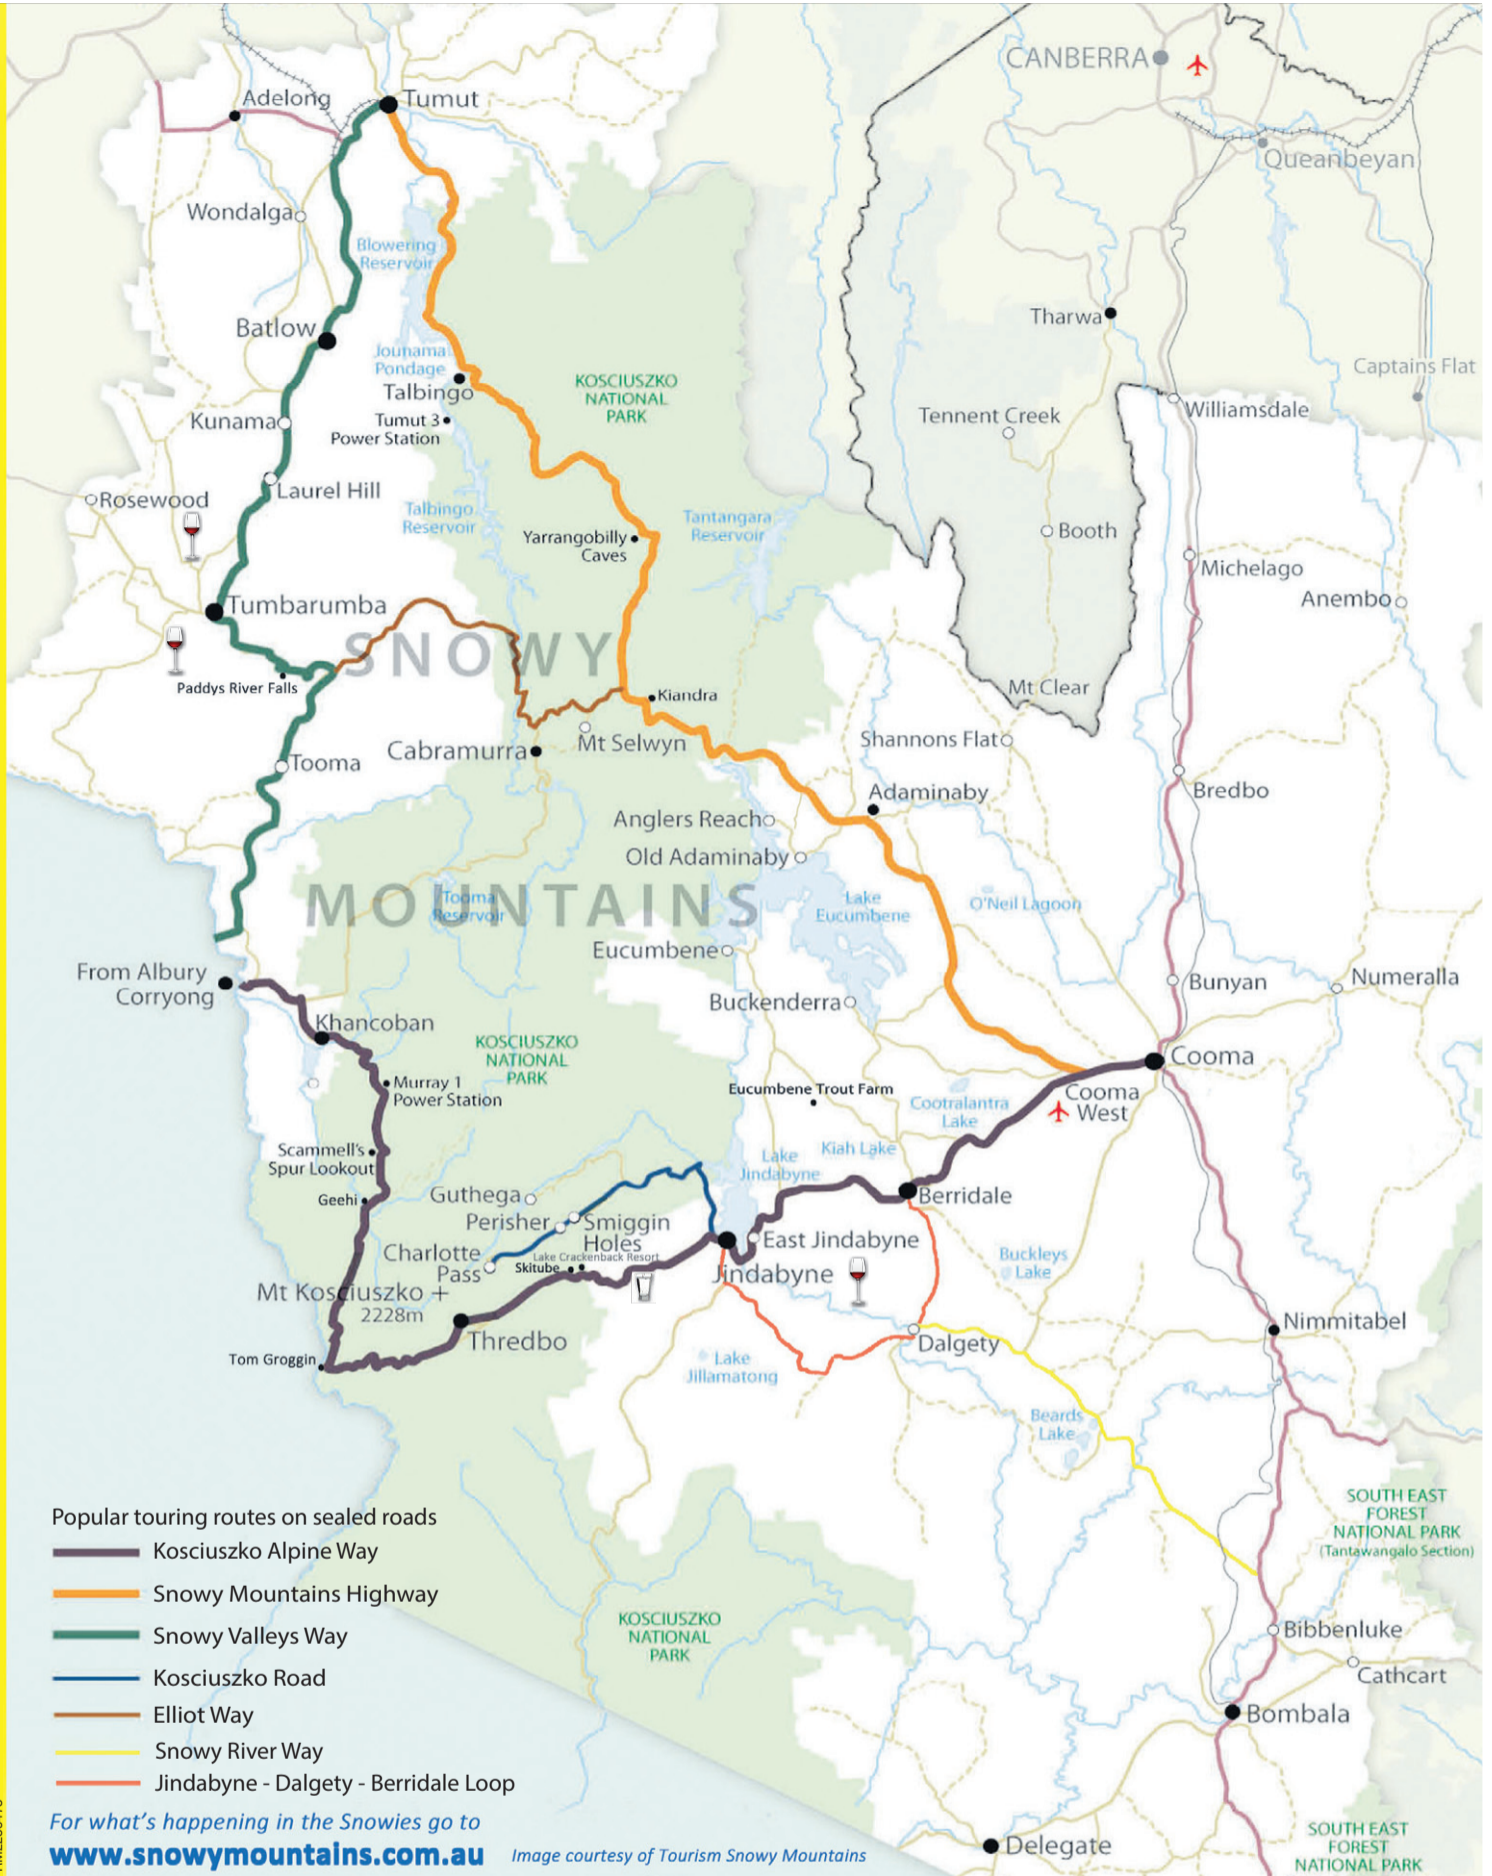 CANBERRA
Adelong
Tumut
Queanbeyan
Wondalga
Blowering
Reservoir
Batlow
Tharwa
Jounama
Pondage
Talbingo
KOSCIUSZKO
NATIONAL
PARK
Captains Flat
Kunama
Tumut 3
Power Station
Tennent Creek
Williamsdale
Rosewood
Laurel Hill
Talbingo
Reservoir
Tantangara
Reservoir
Yarrangobilly
Caves
Booth
Michelago
Anembo
Tumbarumba
SNOWY
Paddys River Falls
Kiandra
Mt Clear
Tooma
Cabramurra
Mt Selwyn
Shannons Flat
Adaminaby
Bredbo
Anglers Reach
Old Adaminaby
MOUNTAINS
Tooma
Reservoir
Lake
Eucumbene
O'Neil Lagoon
Eucumbene
From Albury
Corryong
Buckenderra
Bunyan
Numeralla
Khancoban
KOSCIUSZKO
NATIONAL
PARK
Cooma
Murray 1
Power Station
Eucumbene Trout Farm
Cootralantra
Lake
Cooma
West
Scammell's
Spur Lookout
Lake
Jindabyne
Kiah Lake
Geehi
Guthega
Berridale
Perisher
Smiggin
Holes
Charlotte
Pass
Lake Crackenback Resort
Skitube
East Jindabyne
Buckleys
Lake
Jindabyne
Mt Kosciuszko +
2228m
Thredbo
Nimmitabel
Dalgety
Tom Groggin
Lake
Jillamatong
Beards
Lake
SOUTH EAST
FOREST
NATIONAL PARK
(Tantawangalo Section)
Popular touring routes on sealed roads
Kosciuszko Alpine Way
Snowy Mountains Highway
Snowy Valleys Way
Kosciuszko Road
Elliot Way
Snowy River Way
Jindabyne - Dalgety - Berridale Loop
KOSCIUSZKO
NATIONAL
PARK
Bibbenluke
Cathcart
Bombala
Delegate
SOUTH EAST
FOREST
NATIONAL PARK
For what's happening in the Snowies go to
www.snowymountains.com.au
Image courtesy of Tourism Snowy Mountains